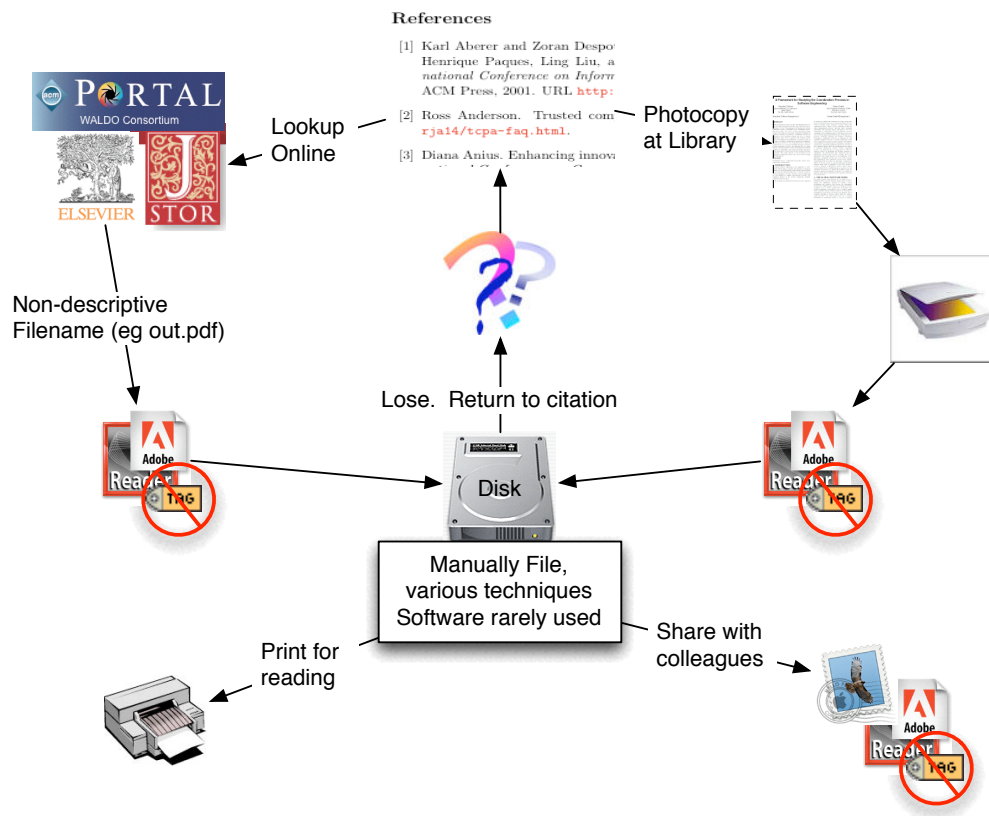 References
[1] Karl Aberer and Zoran Despo
Henrique Paques, Ling Liu, a
national Conference on Inform
ACM Press, 2001. URL http:
[2] Ross Anderson. Trusted com
rja14/tcpa-faq.html.
[3] Diana Anius. Enhancing innova
acm PORTAL
WALDO Consortium
ELSEVIER
J
STOR
Lookup
Online
Photocopy
at Library
Non-descriptive
Filename (eg out.pdf)
Lose. Return to citation
Adobe
Reader
TAG
Disk
Adobe
Reader
TAG
Manually File,
various techniques
Software rarely used
Print for
reading
Share with
colleagues
Adobe
Reader
TAG